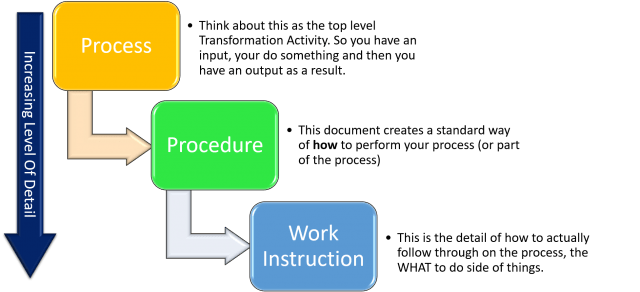 Increasing Level Of Detail
Process
• Think about this as the top level
Transformation Activity. So you have an
input, your do something and then you
have an output as a result.
Procedure
• This document creates a standard way
of how to perform your process (or part
of the process)
Work
Instruction
• This is the detail of how to actually
follow through on the process, the
WHAT to do side of things.